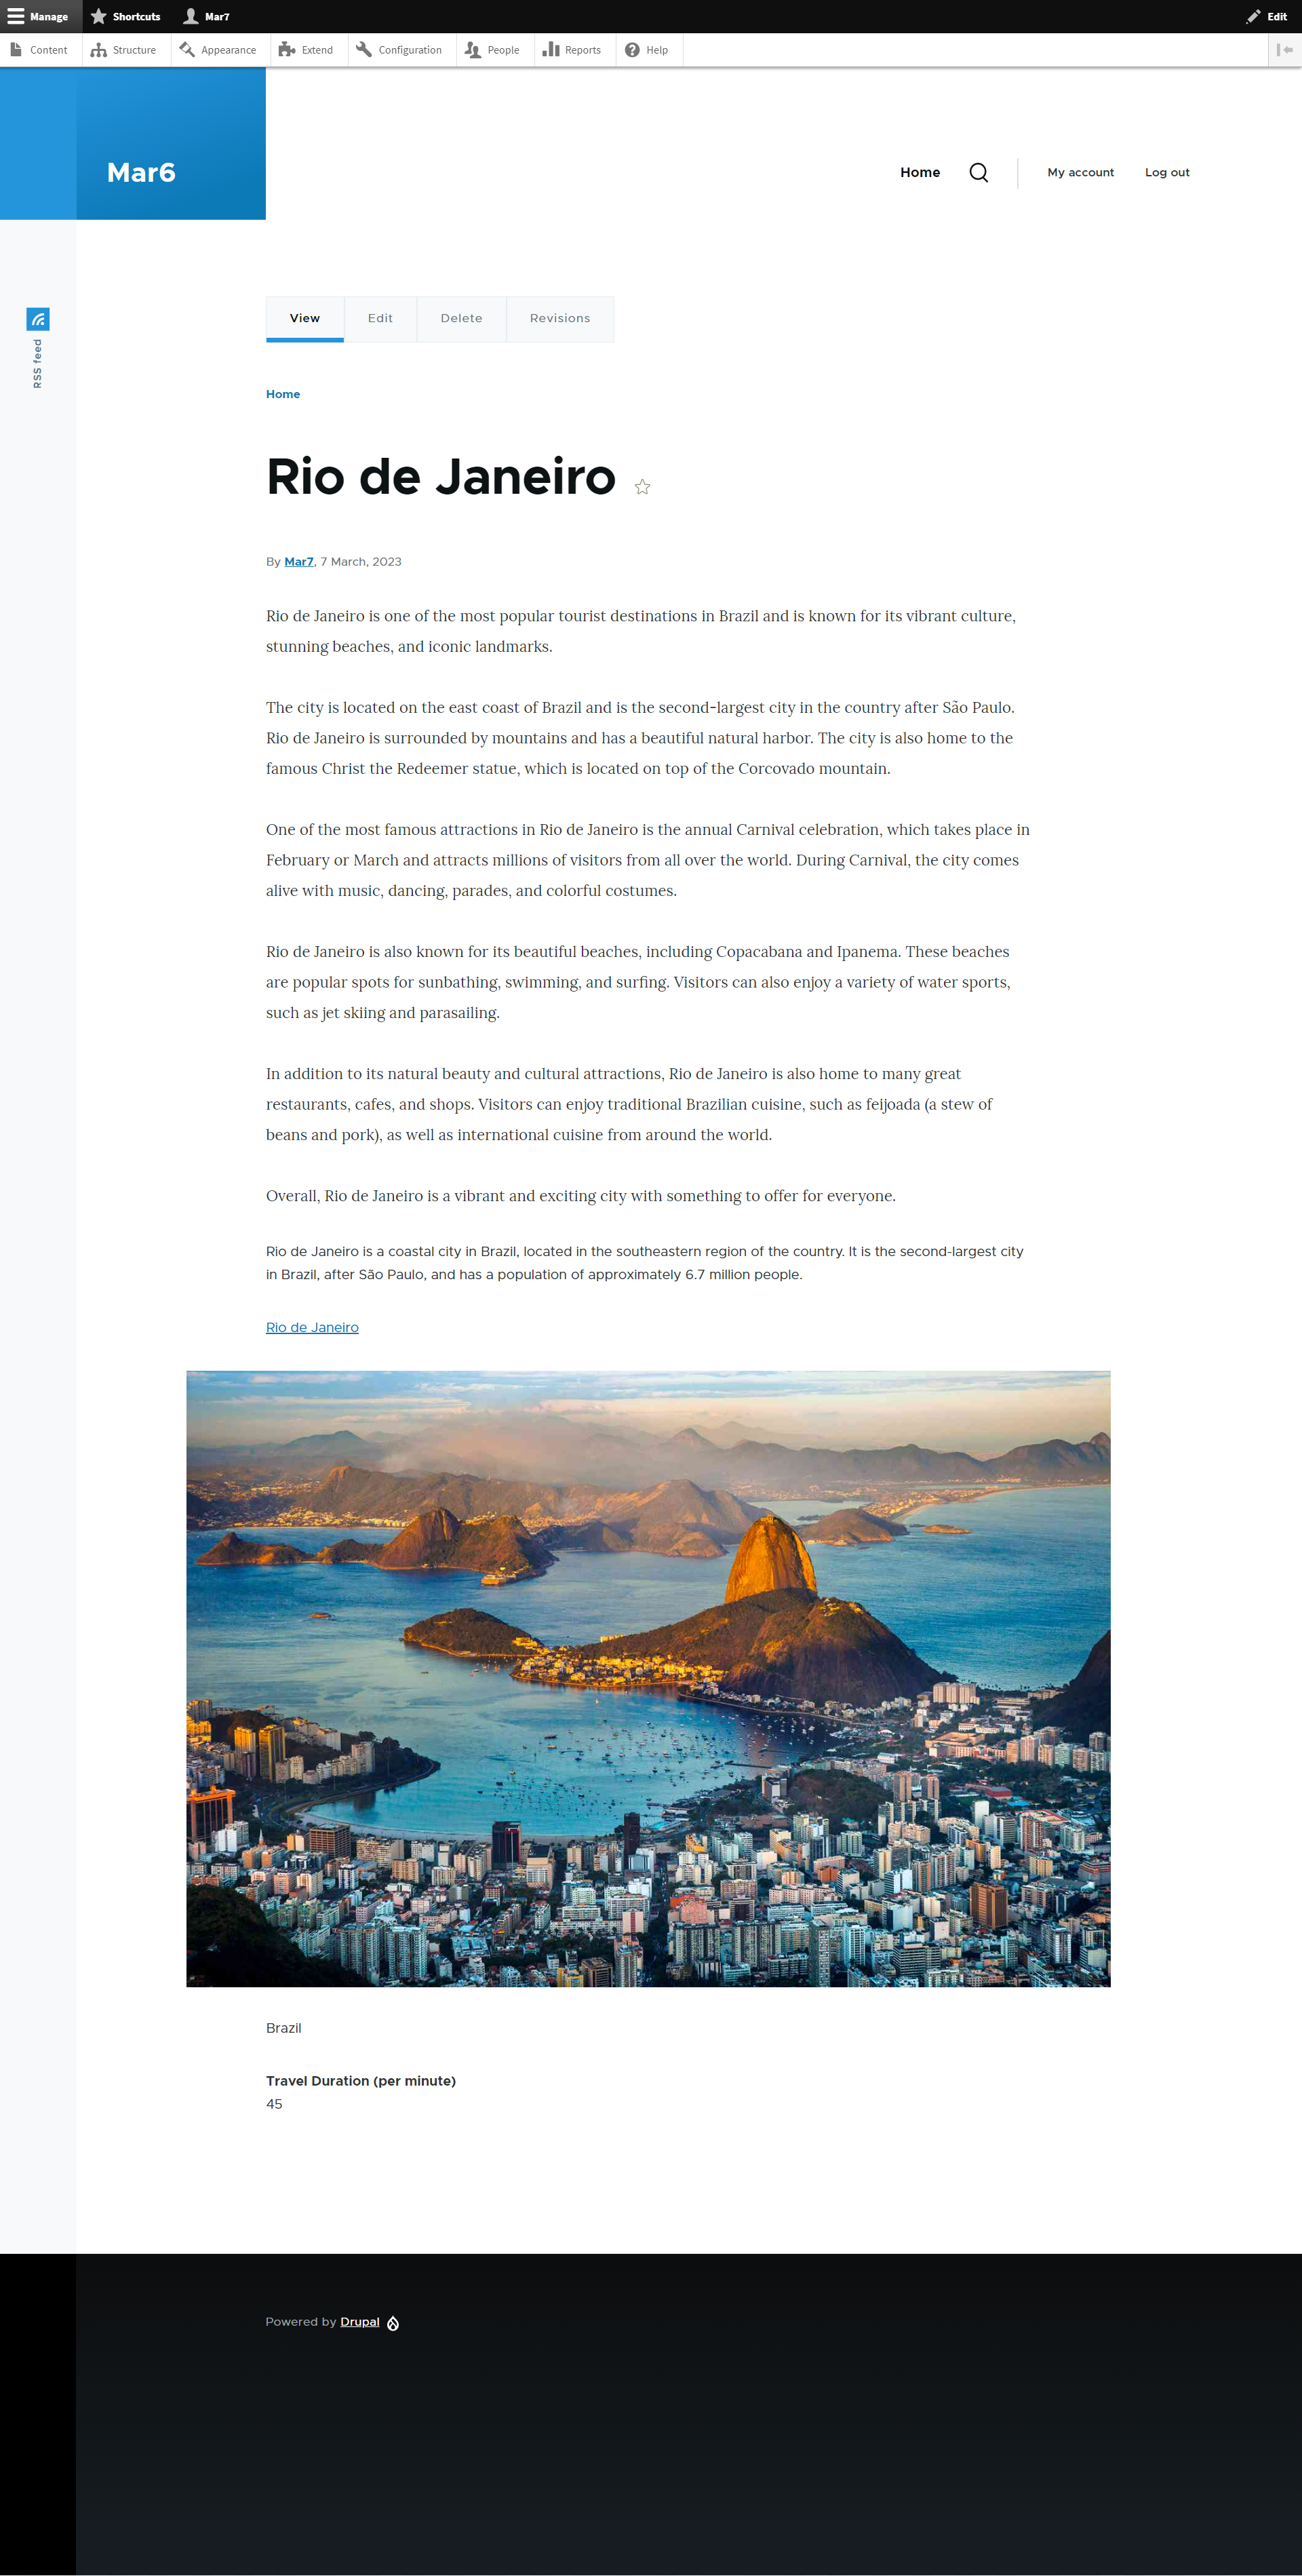 Manage Shortcuts Mar7 Edit
Content Structure Appearance Extend Configuration People Reports Help
Mar6
Home My account Log out
View Edit Delete Revisions
RSS feed
Home
Rio de Janeiro
By Mar7, 7 March, 2023
Rio de Janeiro is one of the most popular tourist destinations in Brazil and is known for its vibrant culture,
stunning beaches, and iconic landmarks.
The city is located on the east coast of Brazil and is the second-largest city in the country after São Paulo.
Rio de Janeiro is surrounded by mountains and has a beautiful natural harbor. The city is also home to the
famous Christ the Redeemer statue, which is located on top of the Corcovado mountain.
One of the most famous attractions in Rio de Janeiro is the annual Carnival celebration, which takes place in
February or March and attracts millions of visitors from all over the world. During Carnival, the city comes
alive with music, dancing, parades, and colorful costumes.
Rio de Janeiro is also known for its beautiful beaches, including Copacabana and Ipanema. These beaches
are popular spots for sunbathing, swimming, and surfing. Visitors can also enjoy a variety of water sports,
such as jet skiing and parasailing.
In addition to its natural beauty and cultural attractions, Rio de Janeiro is also home to many great
restaurants, cafes, and shops. Visitors can enjoy traditional Brazilian cuisine, such as feijoada (a stew of
beans and pork), as well as international cuisine from around the world.
Overall, Rio de Janeiro is a vibrant and exciting city with something to offer for everyone.
Rio de Janeiro is a coastal city in Brazil, located in the southeastern region of the country. It is the second-largest city
in Brazil, after São Paulo, and has a population of approximately 6.7 million people.
Rio de Janeiro
Brazil
Travel Duration (per minute)
45
Powered by Drupal